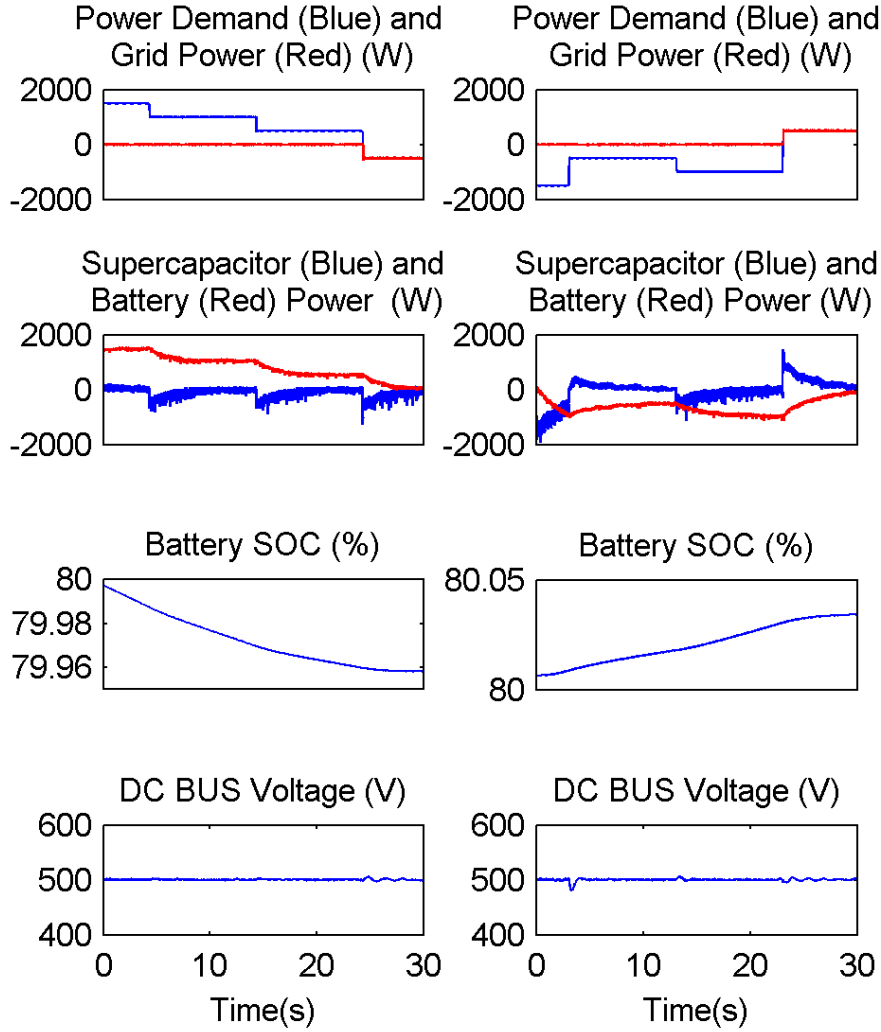 Power Demand (Blue) and
Grid Power (Red) (W)
2000
0
-2000
Power Demand (Blue) and
Grid Power (Red) (W)
2000
0
-2000
Supercapacitor (Blue) and
Battery (Red) Power (W)
2000
0
-2000
Supercapacitor (Blue) and
Battery (Red) Power (W)
2000
0
-2000
Battery SOC (%)
80
79.98
79.96
Battery SOC (%)
80.05
80
DC BUS Voltage (V)
600
500
400
0 10 20 30
Time(s)
DC BUS Voltage (V)
600
500
400
0 10 20 30
Time(s)